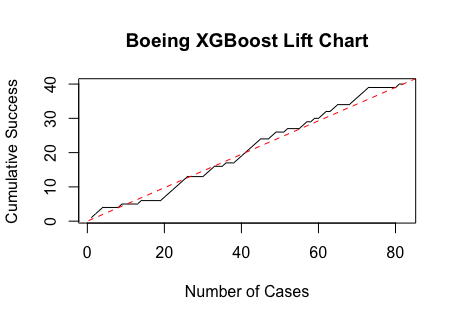 Boeing XGBoost Lift Chart
Cumulative Success
40
30
20
10
0
0 20 40 60 80
Number of Cases